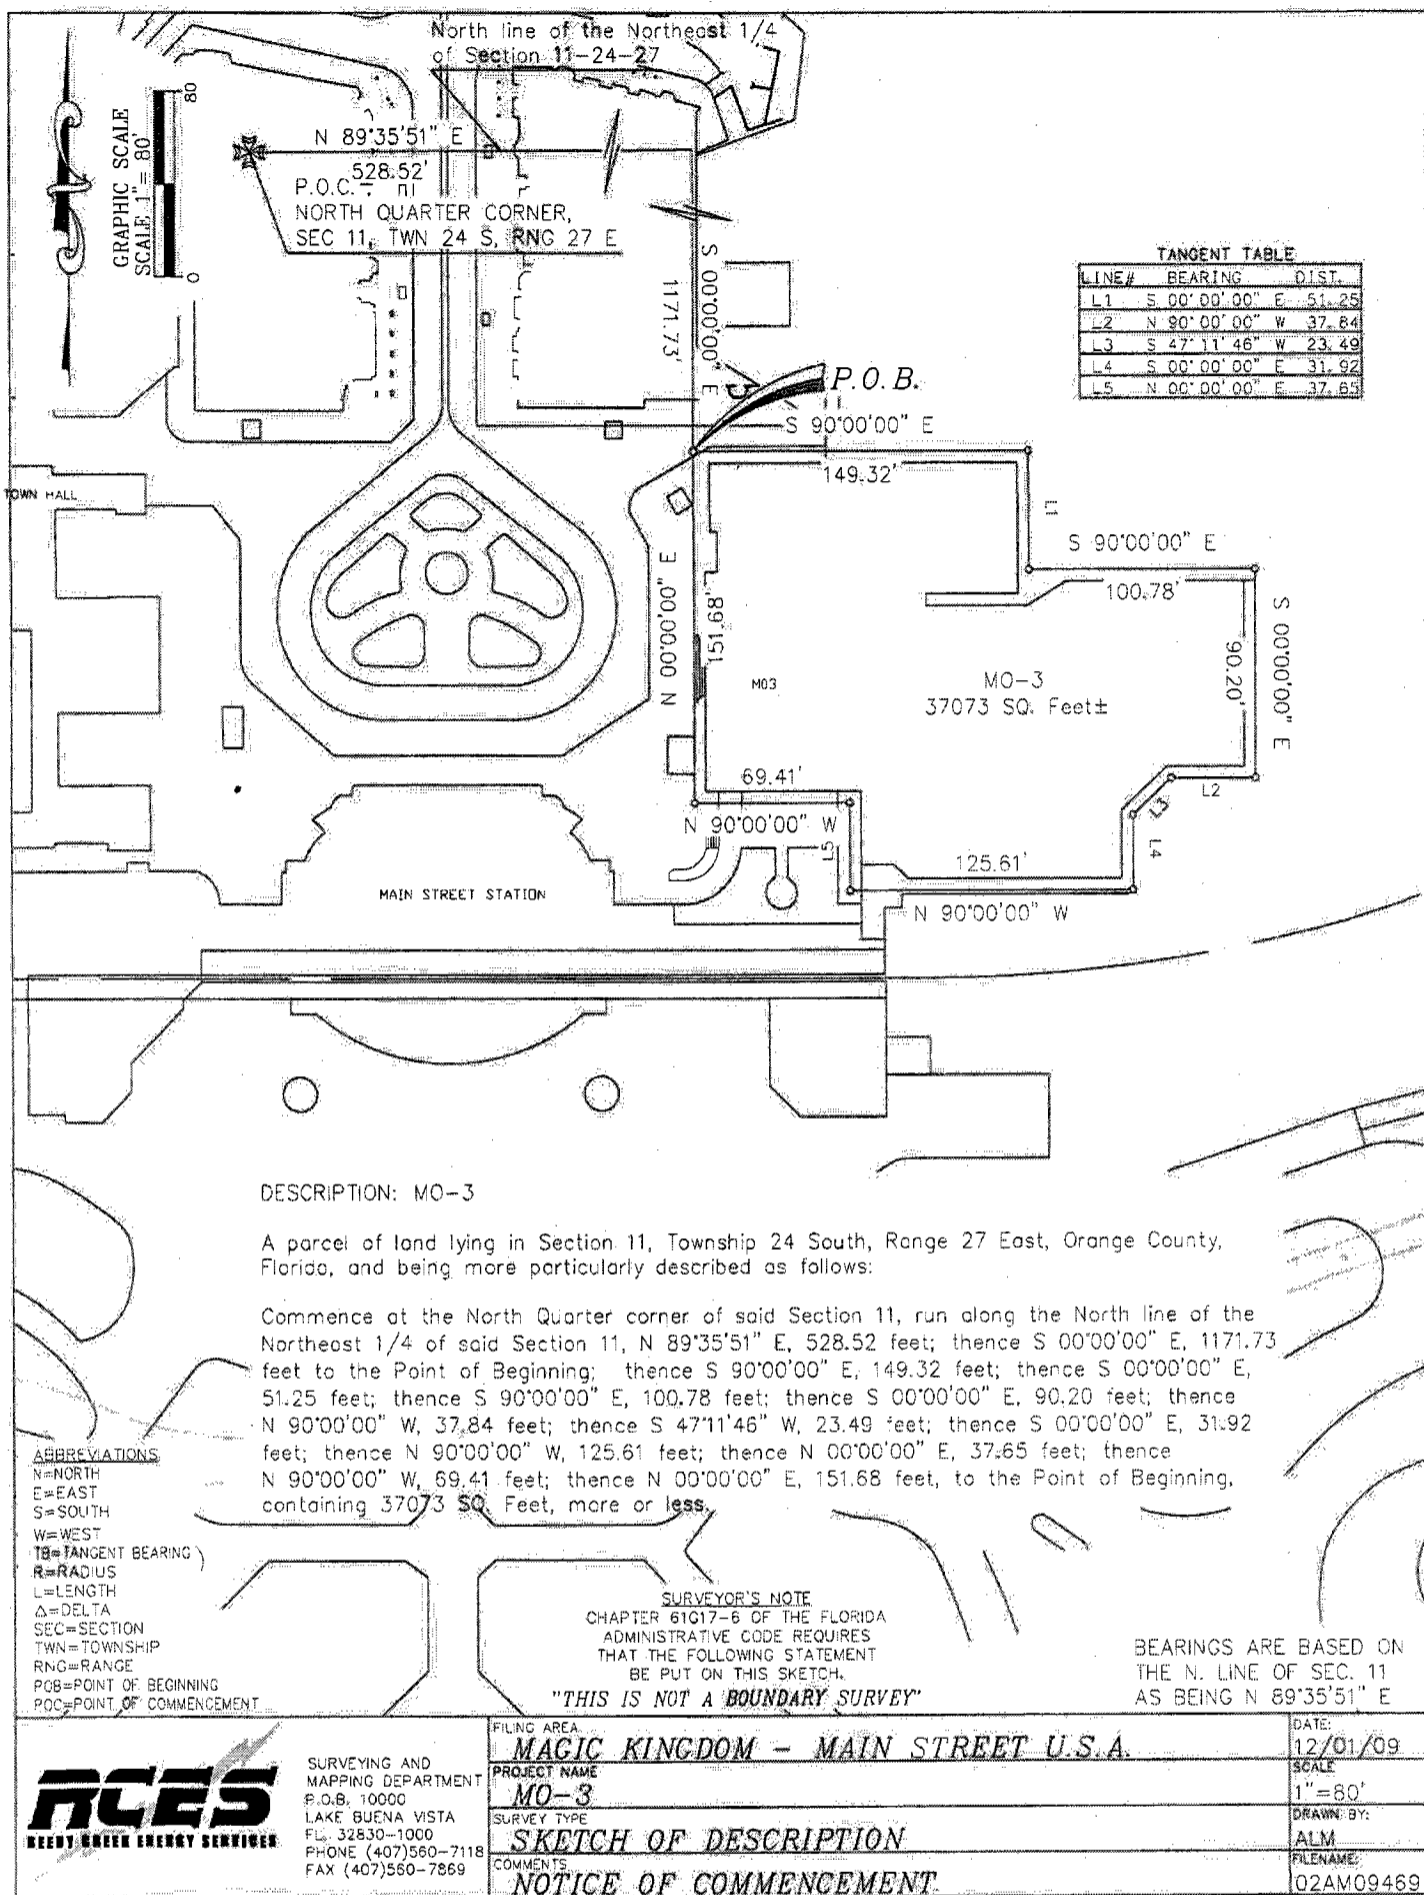 North line of the Northeast 1/4
of Section 11-24-27
80
GRAPHIC SCALE
SCALE 1"= 80'
0
N 89°35'51" E
528.52'
P.O.C.
NORTH QUARTER CORNER,
SEC 11, TWN 24 S, RNG 27 E
S 00°00'00" E
1171.73'
TANGENT TABLE
LINE# BEARING DIST.
L1 S 00°00'00" E 51.25
L2 N 90°00'00" W 37.84
L3 S 47°11'46" W 23.49
L4 S 00°00'00" E 31.92
L5 N 00°00'00" E 37.65
P.O.B.
S 90°00'00" E
149.32'
TOWN HALL
L1
S 90°00'00" E
100.78'
N 00°00'00" E
151.68'
M03
MO-3
37073 SQ. Feet±
90.20'
S 00°00'00" E
69.41'
N 90°00'00" W
L2
L3
L4
L5
125.61'
N 90°00'00" W
MAIN STREET STATION
DESCRIPTION: MO-3
A parcel of land lying in Section 11, Township 24 South, Range 27 East, Orange County,
Florida, and being more particularly described as follows:
Commence at the North Quarter corner of said Section 11, run along the North line of the
Northeast 1/4 of said Section 11, N 89°35'51" E, 528.52 feet; thence S 00°00'00" E, 1171.73
feet to the Point of Beginning; thence S 90°00'00" E, 149.32 feet; thence S 00°00'00" E,
51.25 feet; thence S 90°00'00" E, 100.78 feet; thence S 00°00'00" E, 90.20 feet; thence
N 90°00'00" W, 37.84 feet; thence S 47°11'46" W, 23.49 feet; thence S 00°00'00" E, 31.92
feet; thence N 90°00'00" W, 125.61 feet; thence N 00°00'00" E, 37.65 feet; thence
N 90°00'00" W, 69.41 feet; thence N 00°00'00" E, 151.68 feet, to the Point of Beginning,
containing 37073 SQ. Feet, more or less.
ABBREVIATIONS
N=NORTH
E=EAST
S=SOUTH
W=WEST
TB=TANGENT BEARING
R=RADIUS
L=LENGTH
Δ=DELTA
SEC=SECTION
TWN=TOWNSHIP
RNG=RANGE
POB=POINT OF BEGINNING
POC=POINT OF COMMENCEMENT
SURVEYOR'S NOTE
CHAPTER 61G17-6 OF THE FLORIDA
ADMINISTRATIVE CODE REQUIRES
THAT THE FOLLOWING STATEMENT
BE PUT ON THIS SKETCH.
"THIS IS NOT A BOUNDARY SURVEY"
BEARINGS ARE BASED ON
THE N. LINE OF SEC. 11
AS BEING N 89°35'51" E
RCES
REEDY CREEK ENERGY SERVICES
SURVEYING AND
MAPPING DEPARTMENT
P.O.B. 10000
LAKE BUENA VISTA
FL. 32830-1000
PHONE (407)560-7118
FAX (407)560-7869
FILING AREA
MAGIC KINGDOM - MAIN STREET U.S.A.
PROJECT NAME
MO-3
SURVEY TYPE
SKETCH OF DESCRIPTION
COMMENTS
NOTICE OF COMMENCEMENT
DATE:
12/01/09
SCALE
1"=80'
DRAWN BY:
ALM
FILENAME:
02AM09469